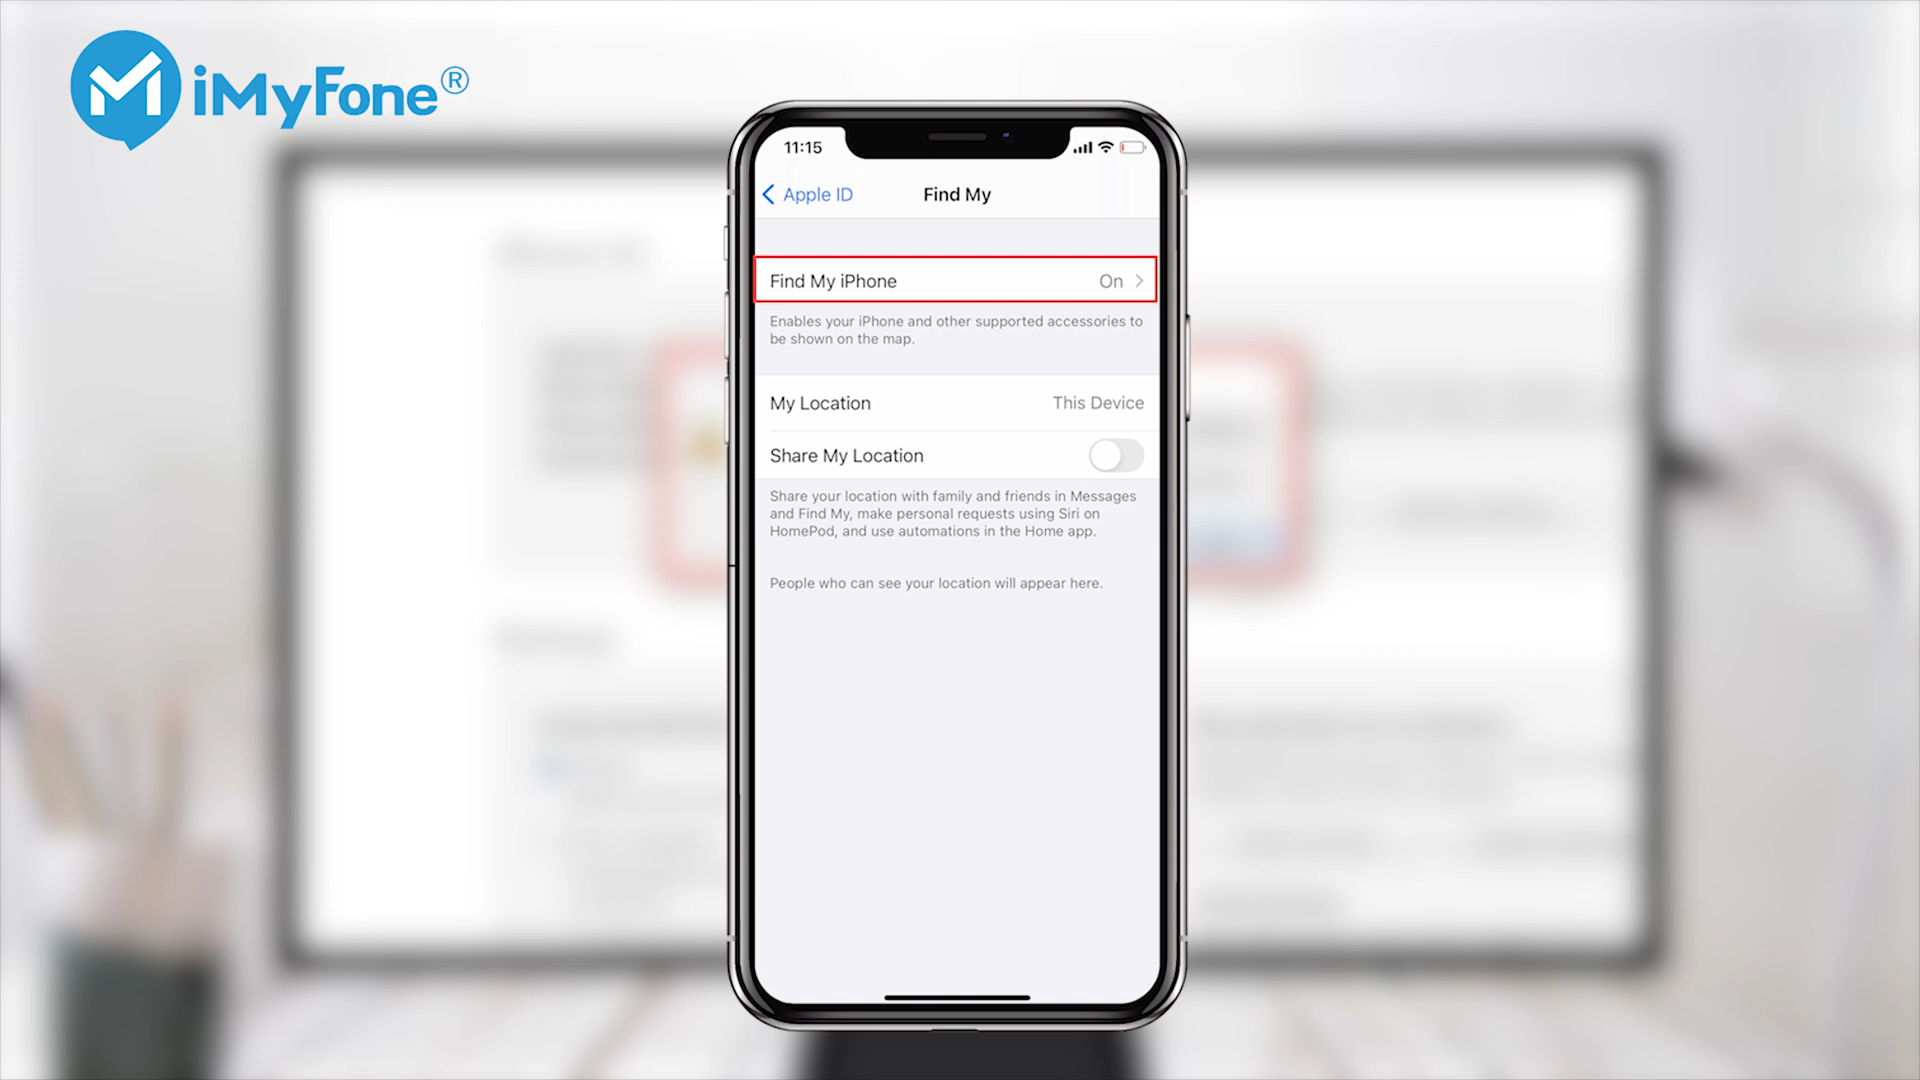 iMyFone®
11:15
Apple ID
Find My
Find My iPhone On
Enables your iPhone and other supported accessories to
be shown on the map.
My Location This Device
Share My Location
Share your location with family and friends in Messages
and Find My, make personal requests using Siri on
HomePod, and use automations in the Home app.
People who can see your location will appear here.